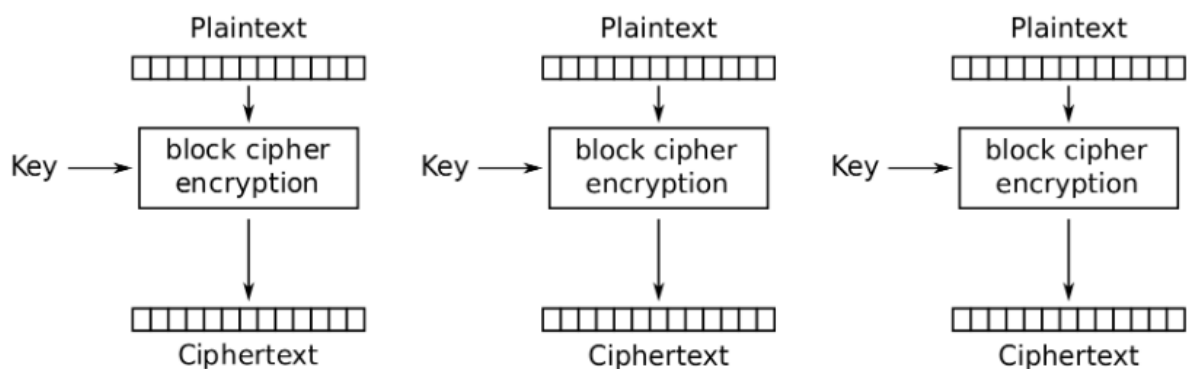 Plaintext
Plaintext
Plaintext
Key
block cipher
encryption
Key
block cipher
encryption
Key
block cipher
encryption
Ciphertext
Ciphertext
Ciphertext